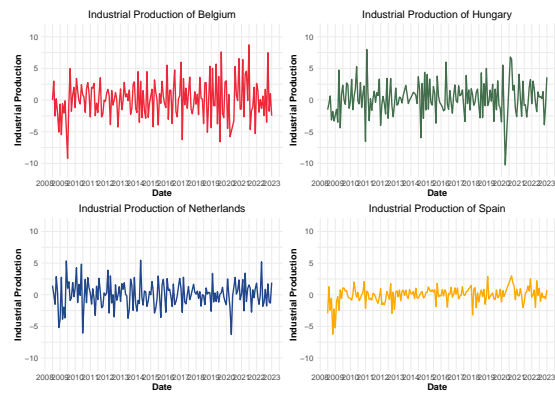 Industrial Production of Belgium
Industrial Production
10
5
0
−5
−10
2008 2009 2010 2011 2012 2013 2014 2015 2016 2017 2018 2019 2020 2021 2022 2023
Date
Industrial Production of Hungary
Industrial Production
10
5
0
−5
−10
2008 2009 2010 2011 2012 2013 2014 2015 2016 2017 2018 2019 2020 2021 2022 2023
Date
Industrial Production of Netherlands
Industrial Production
10
5
0
−5
−10
2008 2009 2010 2011 2012 2013 2014 2015 2016 2017 2018 2019 2020 2021 2022 2023
Date
Industrial Production of Spain
Industrial Production
10
5
0
−5
−10
2008 2009 2010 2011 2012 2013 2014 2015 2016 2017 2018 2019 2020 2021 2022 2023
Date